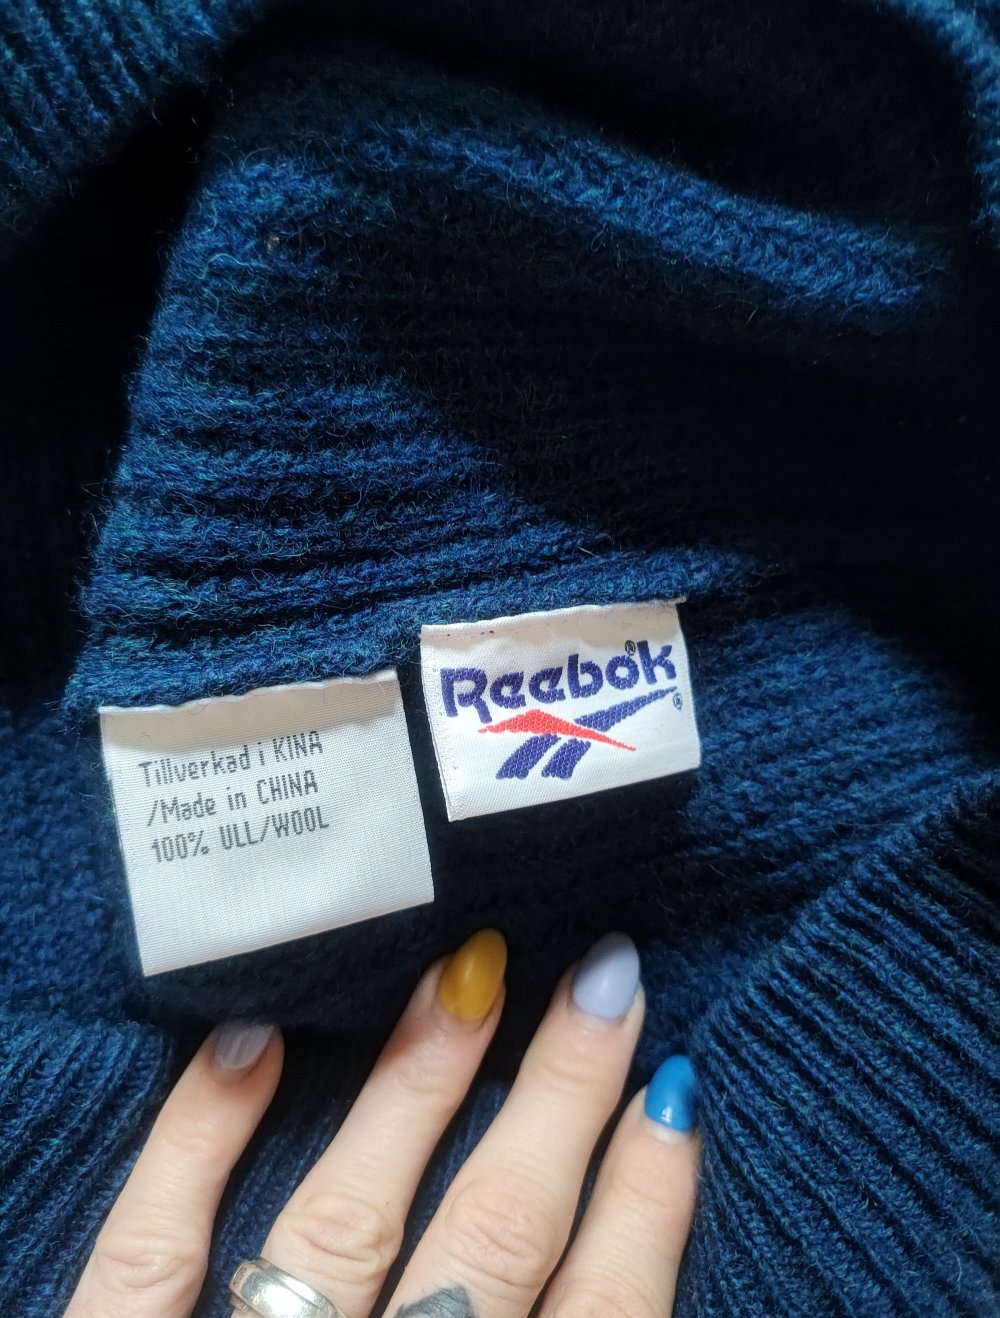 Tillverkad i KINA
/Made in CHINA
100% ULL/WOOL
Reebok®
®